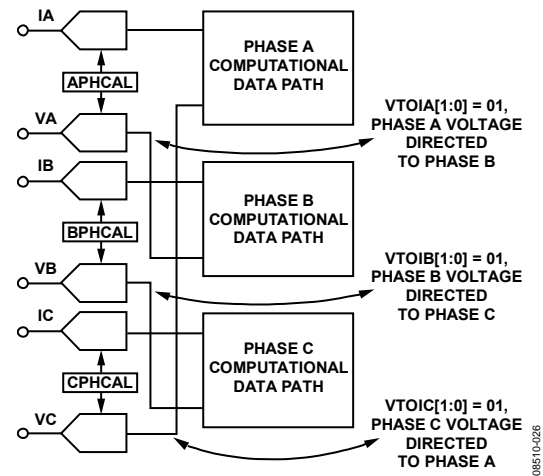 IA
PHASE A
COMPUTATIONAL
DATA PATH
APHCAL
VA
VTOIA[1:0] = 01,
PHASE A VOLTAGE
DIRECTED
TO PHASE B
IB
PHASE B
COMPUTATIONAL
DATA PATH
BPHCAL
VB
VTOIB[1:0] = 01,
PHASE B VOLTAGE
DIRECTED
TO PHASE C
IC
PHASE C
COMPUTATIONAL
DATA PATH
CPHCAL
VC
VTOIC[1:0] = 01,
PHASE C VOLTAGE
DIRECTED
TO PHASE A
08510-026